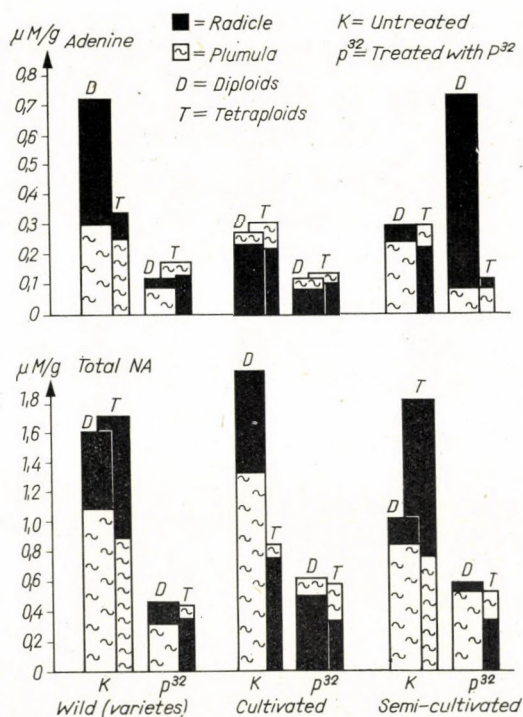 μM/g Adenine
= Radicle
= Plumula
D = Diploids
T = Tetraploids
K = Untreated
p³² = Treated with P³²
0,8
0,7
0,6
0,5
0,4
0,3
0,2
0,1
0
D T D T
D T D T
D T D T
μM/g Total NA
1,8
1,6
1,4
1,2
1,0
0,8
0,6
0,4
0,2
0
D T D T
D T D T
D T D T
K p³² K p³² K p³²
Wild (varietes) Cultivated Semi-cultivated